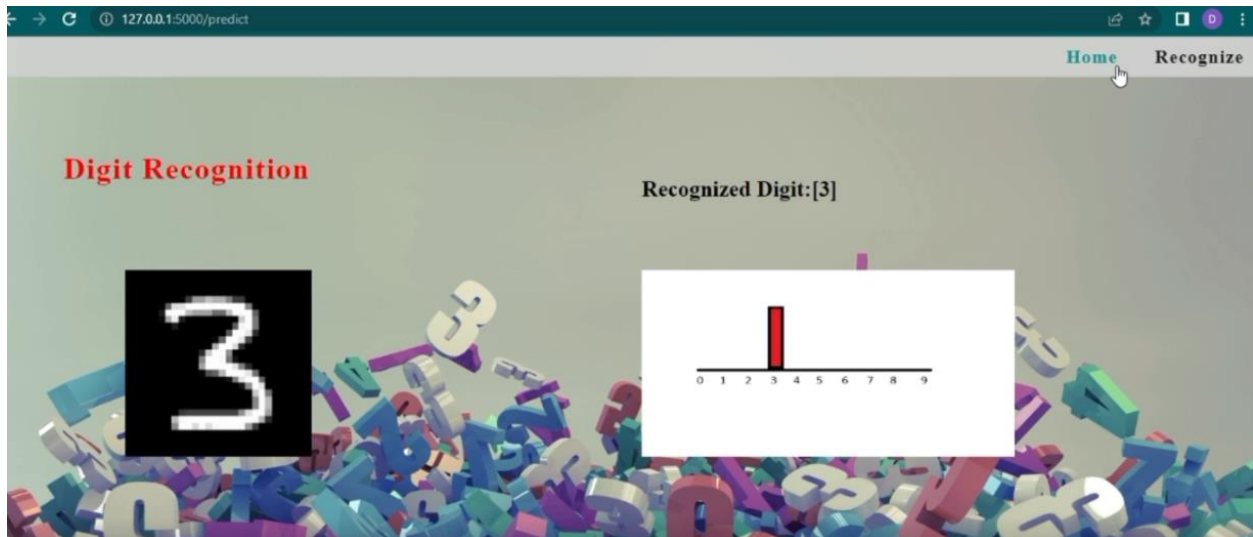 127.0.0.1:5000/predict
D
Home Recognize
Digit Recognition
Recognized Digit:[3]
3
0 1 2 3 4 5 6 7 8 9